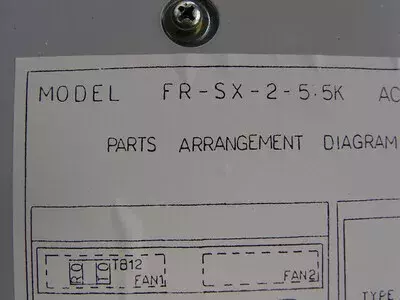 MODEL FR-SX-2-5.5K AC
PARTS ARRANGEMENT DIAGRAM
TB12
FAN1
FAN2
TYPE